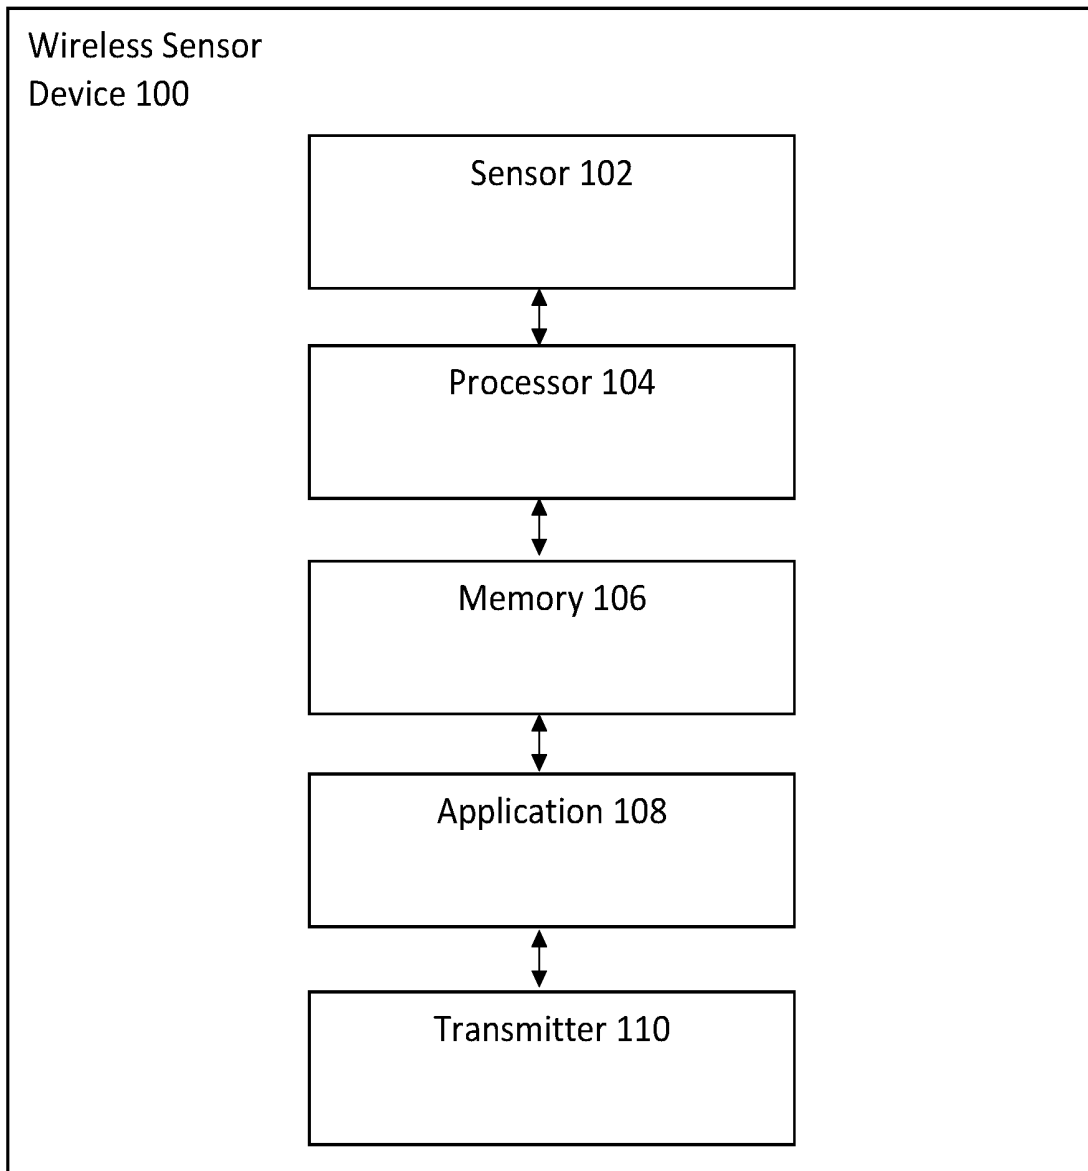 Wireless Sensor
Device 100
Sensor 102
Processor 104
Memory 106
Application 108
Transmitter 110